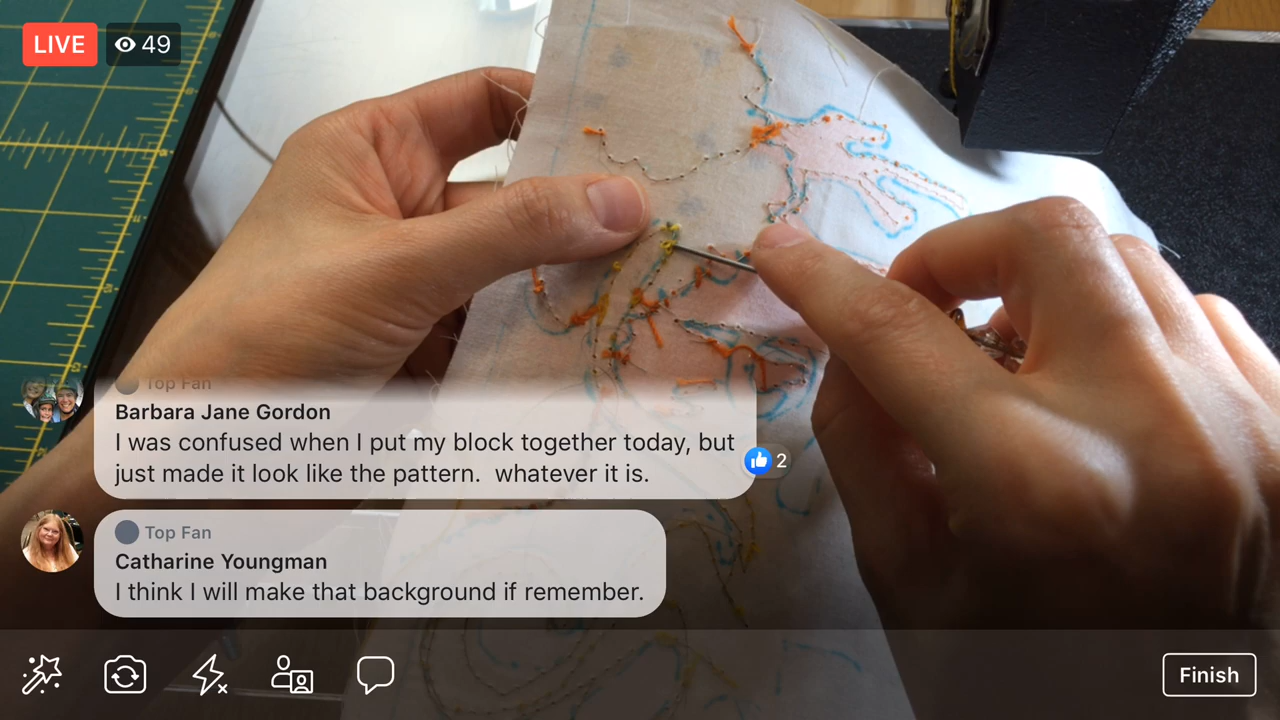 LIVE
49
Top Fan
Barbara Jane Gordon
I was confused when I put my block together today, but
just made it look like the pattern.  whatever it is.
2
Top Fan
Catharine Youngman
I think I will make that background if remember.
Finish